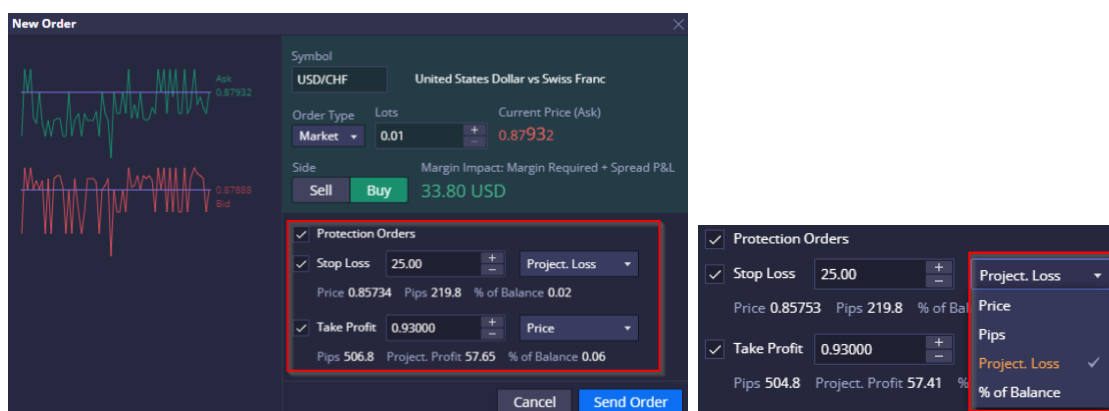 New Order
Ask
0.87932
0.87888
Bid
Symbol
USD/CHF United States Dollar vs Swiss Franc
Order Type Lots Current Price (Ask)
Market 0.01 0.87932
Side Margin Impact: Margin Required + Spread P&L
Sell Buy 33.80 USD
Protection Orders
Stop Loss 25.00 Project. Loss
Price 0.85734 Pips 219.8 % of Balance 0.02
Take Profit 0.93000 Price
Pips 506.8 Project. Profit 57.65 % of Balance 0.06
Cancel Send Order
Protection Orders
Stop Loss 25.00 Project. Loss
Price 0.85753 Pips 219.8 % of Bal
Take Profit 0.93000
Pips 504.8 Project. Profit 57.41 %
Price
Pips
Project. Loss
% of Balance